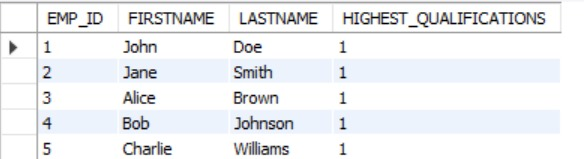 EMP_ID FIRSTNAME LASTNAME HIGHEST_QUALIFICATIONS
1 John Doe 1
2 Jane Smith 1
3 Alice Brown 1
4 Bob Johnson 1
5 Charlie Williams 1